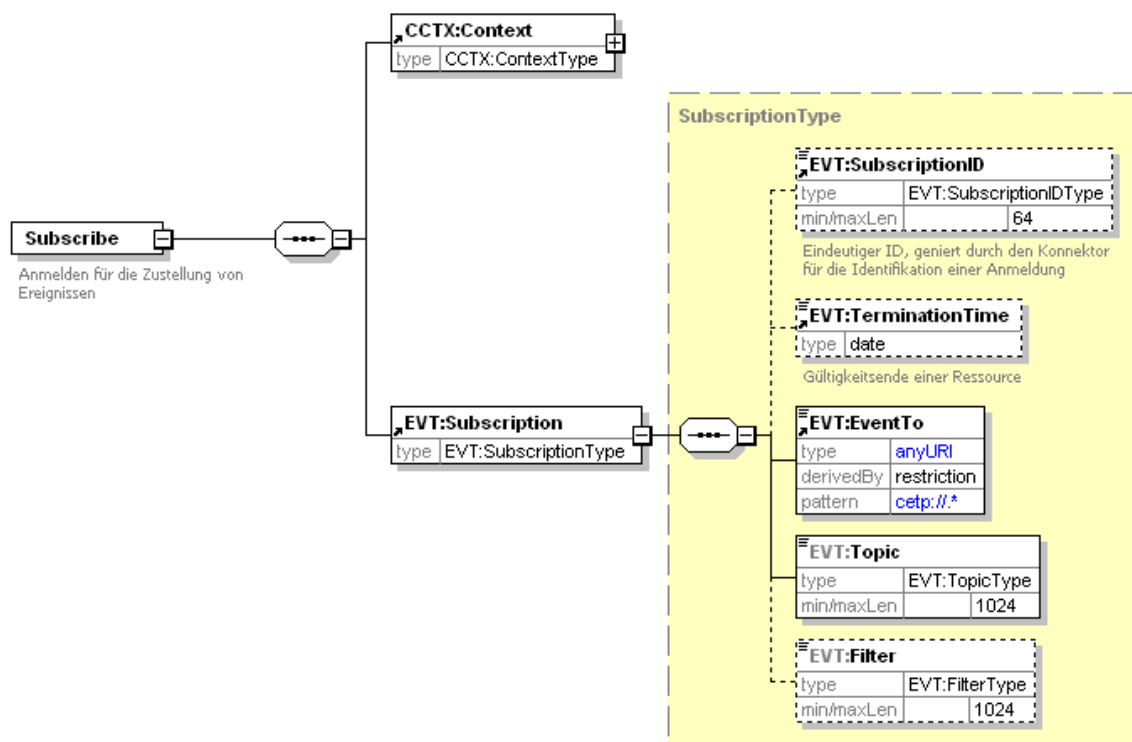 CCTX:Context
type CCTX:ContextType
SubscriptionType
EVT:SubscriptionID
type EVT:SubscriptionIDType
min/maxLen 64
Eindeutiger ID, geniert durch den Konnektor
für die Identifikation einer Anmeldung
Subscribe
Anmelden für die Zustellung von
Ereignissen
EVT:TerminationTime
type date
Gültigkeitsende einer Ressource
EVT:Subscription
type EVT:SubscriptionType
EVT:EventTo
type anyURI
derivedBy restriction
pattern cetp://.*
EVT:Topic
type EVT:TopicType
min/maxLen 1024
EVT:Filter
type EVT:FilterType
min/maxLen 1024